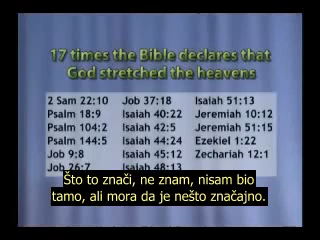 17 times the Bible declares that
God stretched the heavens
2 Sam 22:10 Job 37:18 Isaiah 51:13
Psalm 18:9 Isaiah 40:22 Jeremiah 10:12
Psalm 104:2 Isaiah 42:5 Jeremiah 51:15
Psalm 144:5 Isaiah 44:24 Ezekiel 1:22
Job 9:8 Isaiah 45:12 Zechariah 12:1
Job 26:7 Isaiah 48:13
Što to znači, ne znam, nisam bio
tamo, ali mora da je nešto značajno.